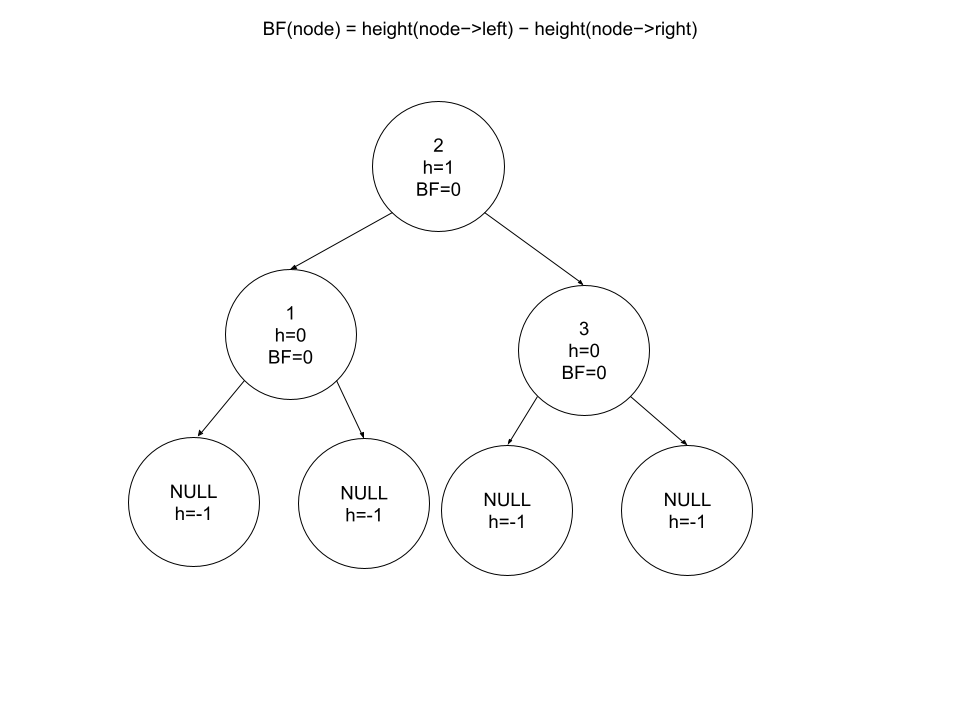 BF(node) = height(node−>left) − height(node−>right)
2
h=1
BF=0
1
h=0
BF=0
3
h=0
BF=0
NULL
h=-1
NULL
h=-1
NULL
h=-1
NULL
h=-1